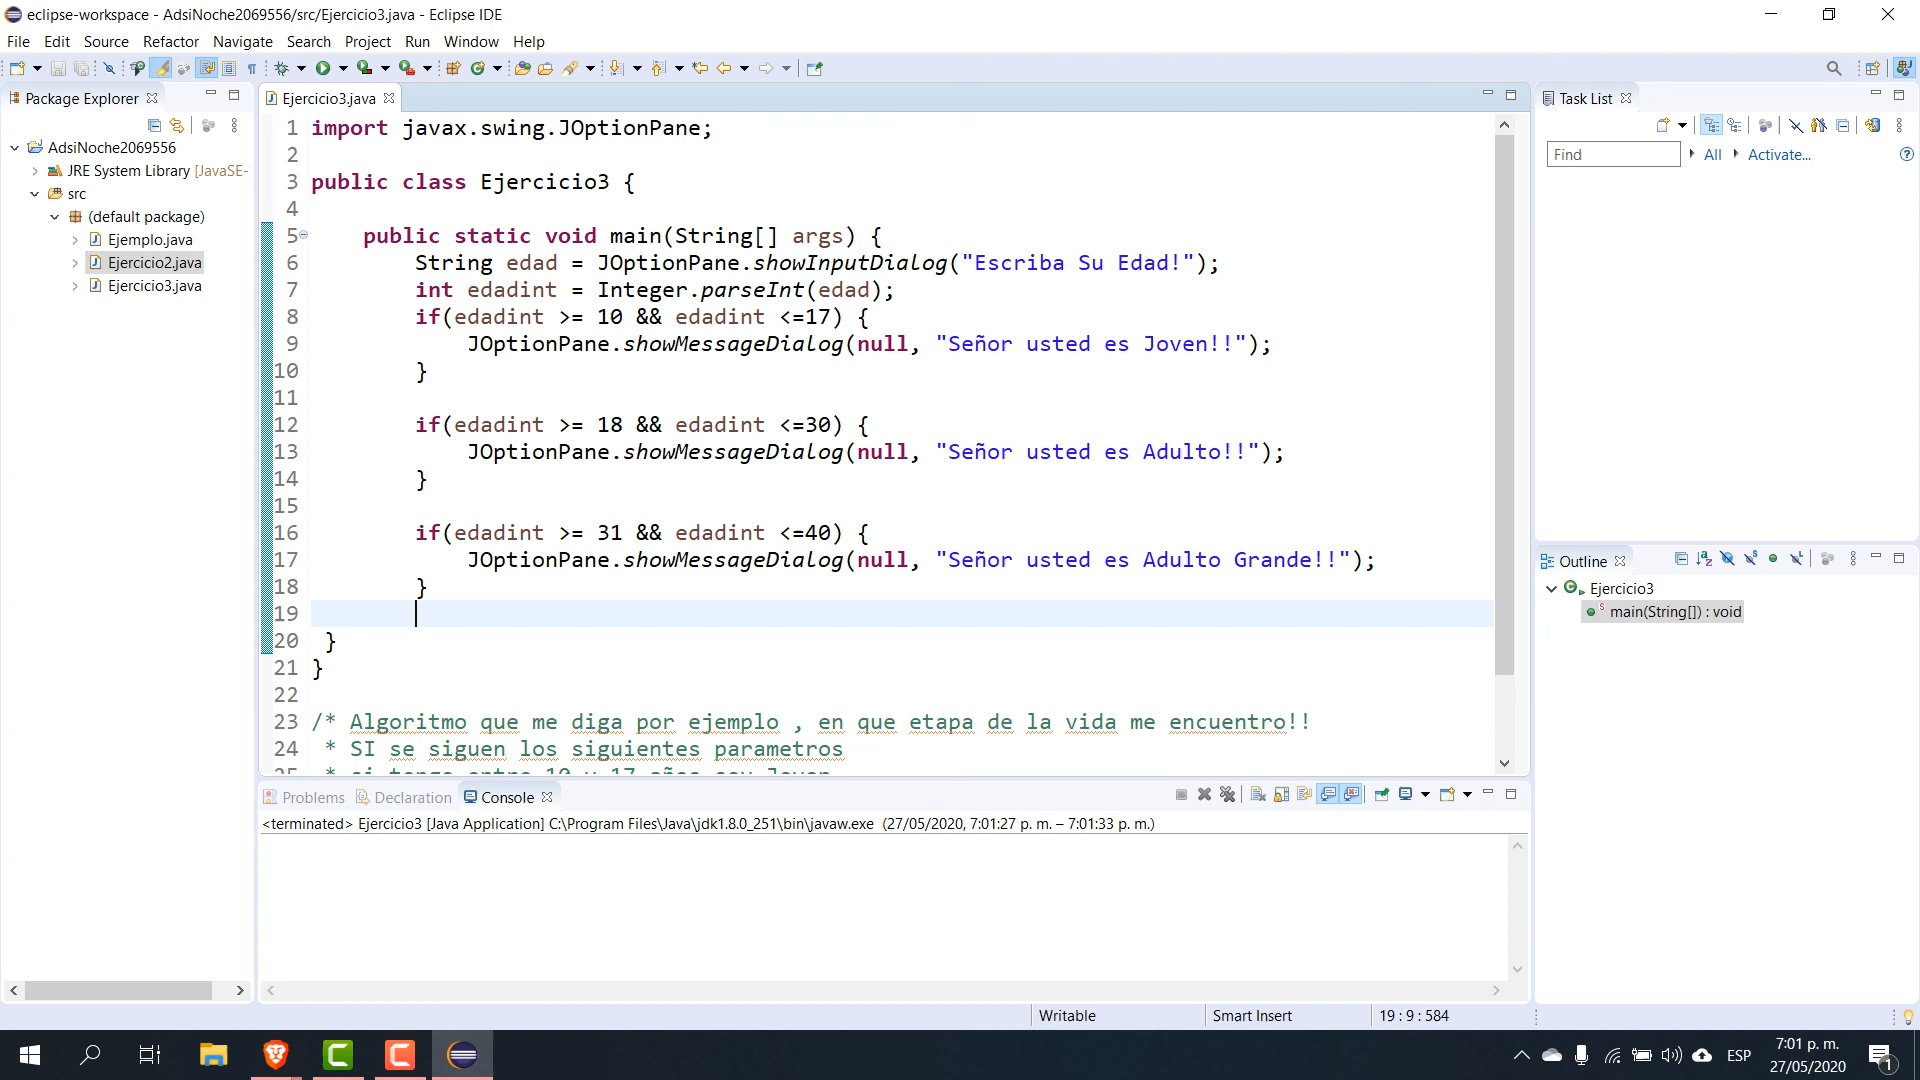 eclipse-workspace - AdsiNoche2069556/src/Ejercicio3.java - Eclipse IDE
File Edit Source Refactor Navigate Search Project Run Window Help
Package Explorer
AdsiNoche2069556
JRE System Library [JavaSE-
src
(default package)
Ejemplo.java
Ejercicio2.java
Ejercicio3.java
Ejercicio3.java
1 import javax.swing.JOptionPane;
2
3 public class Ejercicio3 {
4
5 public static void main(String[] args) {
6 String edad = JOptionPane.showInputDialog("Escriba Su Edad!");
7 int edadint = Integer.parseInt(edad);
8 if(edadint >= 10 && edadint <=17) {
9 JOptionPane.showMessageDialog(null, "Señor usted es Joven!!");
10 }
11
12 if(edadint >= 18 && edadint <=30) {
13 JOptionPane.showMessageDialog(null, "Señor usted es Adulto!!");
14 }
15
16 if(edadint >= 31 && edadint <=40) {
17 JOptionPane.showMessageDialog(null, "Señor usted es Adulto Grande!!");
18 }
19
20 }
21 }
22
23 /* Algoritmo que me diga por ejemplo , en que etapa de la vida me encuentro!!
24 * SI se siguen los siguientes parametros
Task List
Find
All
Activate...
Outline
Ejercicio3
main(String[]) : void
Problems Declaration Console
<terminated> Ejercicio3 [Java Application] C:\Program Files\Java\jdk1.8.0_251\bin\javaw.exe (27/05/2020, 7:01:27 p. m. – 7:01:33 p. m.)
Writable
Smart Insert
19 : 9 : 584
ESP
7:01 p. m.
27/05/2020
1